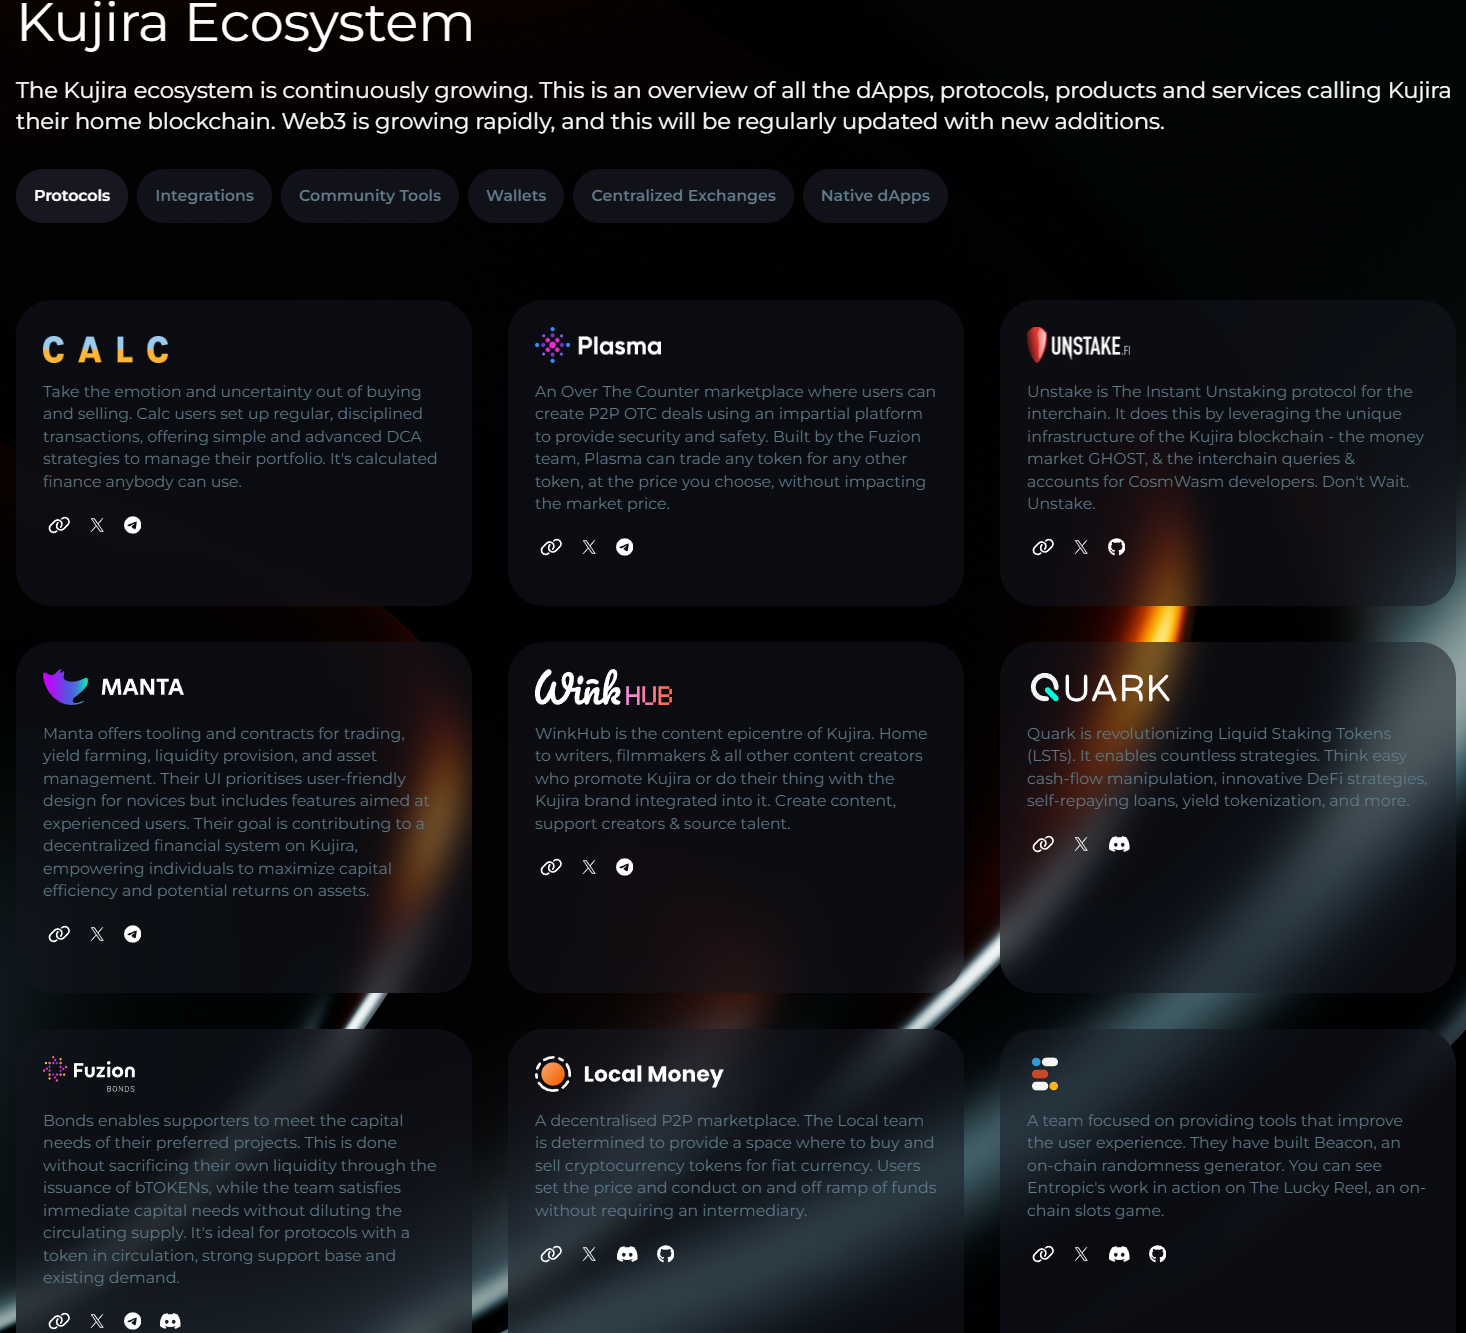 Kujira Ecosystem
The Kujira ecosystem is continuously growing. This is an overview of all the dApps, protocols, products and services calling Kujira
their home blockchain. Web3 is growing rapidly, and this will be regularly updated with new additions.
Protocols
Integrations
Community Tools
Wallets
Centralized Exchanges
Native dApps
CALC
Take the emotion and uncertainty out of buying
and selling. Calc users set up regular, disciplined
transactions, offering simple and advanced DCA
strategies to manage their portfolio. It's calculated
finance anybody can use.
Plasma
An Over The Counter marketplace where users can
create P2P OTC deals using an impartial platform
to provide security and safety. Built by the Fuzion
team, Plasma can trade any token for any other
token, at the price you choose, without impacting
the market price.
UNSTAKE.FI
Unstake is The Instant Unstaking protocol for the
interchain. It does this by leveraging the unique
infrastructure of the Kujira blockchain - the money
market GHOST, & the interchain queries &
accounts for CosmWasm developers. Don't Wait.
Unstake.
MANTA
Manta offers tooling and contracts for trading,
yield farming, liquidity provision, and asset
management. Their UI prioritises user-friendly
design for novices but includes features aimed at
experienced users. Their goal is contributing to a
decentralized financial system on Kujira,
empowering individuals to maximize capital
efficiency and potential returns on assets.
Wink HUB
WinkHub is the content epicentre of Kujira. Home
to writers, filmmakers & all other content creators
who promote Kujira or do their thing with the
Kujira brand integrated into it. Create content,
support creators & source talent.
QUARK
Quark is revolutionizing Liquid Staking Tokens
(LSTs). It enables countless strategies. Think easy
cash-flow manipulation, innovative DeFi strategies,
self-repaying loans, yield tokenization, and more.
Fuzion
BONDS
Bonds enables supporters to meet the capital
needs of their preferred projects. This is done
without sacrificing their own liquidity through the
issuance of bTOKENs, while the team satisfies
immediate capital needs without diluting the
circulating supply. It's ideal for protocols with a
token in circulation, strong support base and
existing demand.
Local Money
A decentralised P2P marketplace. The Local team
is determined to provide a space where to buy and
sell cryptocurrency tokens for fiat currency. Users
set the price and conduct on and off ramp of funds
without requiring an intermediary.
A team focused on providing tools that improve
the user experience. They have built Beacon, an
on-chain randomness generator. You can see
Entropic's work in action on The Lucky Reel, an on-
chain slots game.